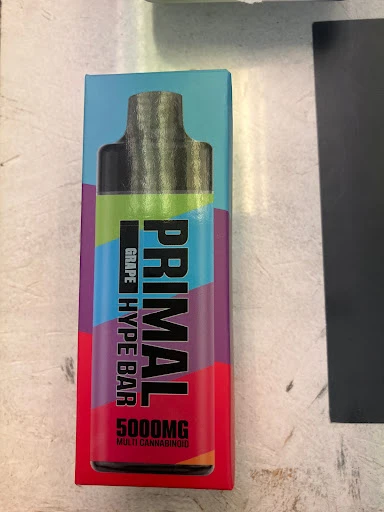 PRIMAL
GRAPE
HYPE BAR
5000MG
MULTI CANNABINOID